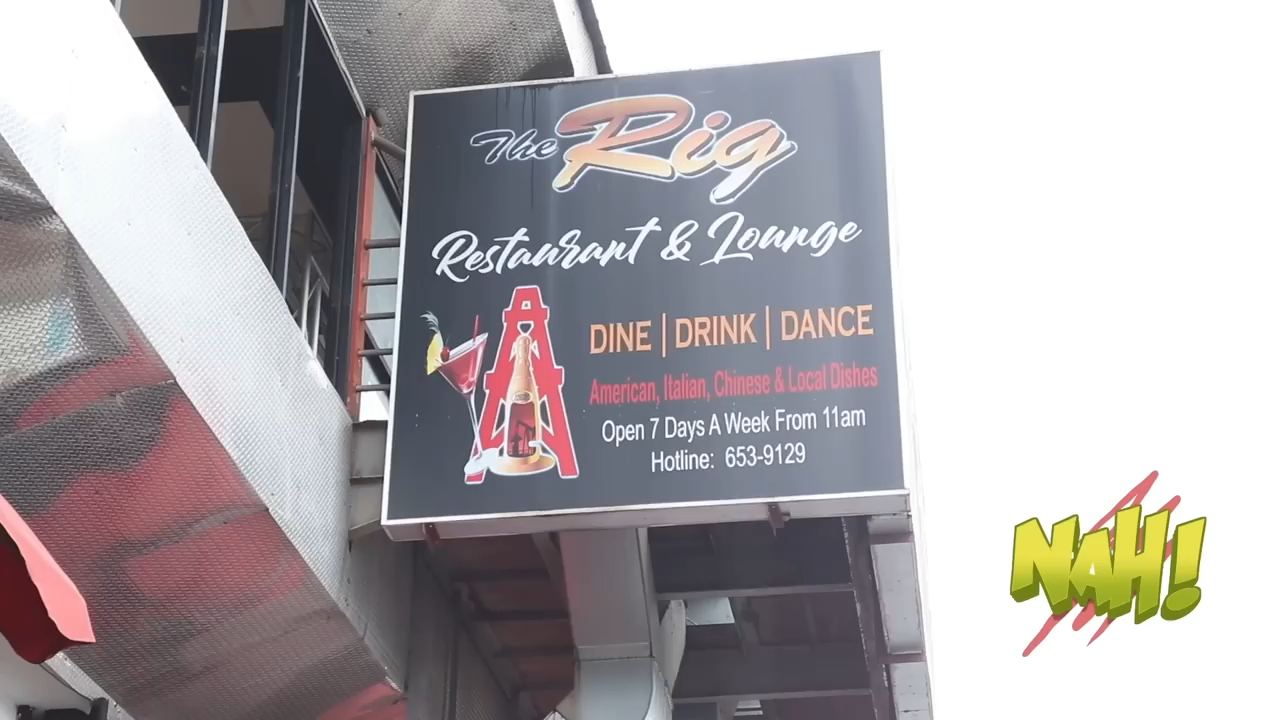 The Rig
Restaurant & Lounge
DINE | DRINK | DANCE
American, Italian, Chinese & Local Dishes
Open 7 Days A Week From 11am
Hotline: 653-9129
NAH!